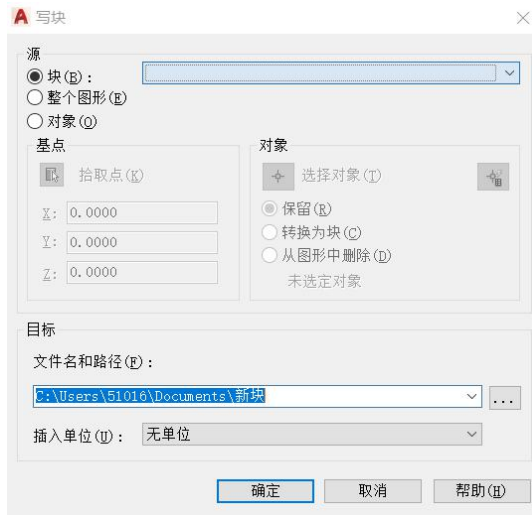 写块
源
块(B):
整个图形(E)
对象(O)
基点
拾取点(K)
X: 0.0000
Y: 0.0000
Z: 0.0000
对象
选择对象(T)
保留(R)
转换为块(C)
从图形中删除(D)
未选定对象
目标
文件名和路径(F):
C:\Users\51016\Documents\新块
...
插入单位(U): 无单位
确定 取消 帮助(H)